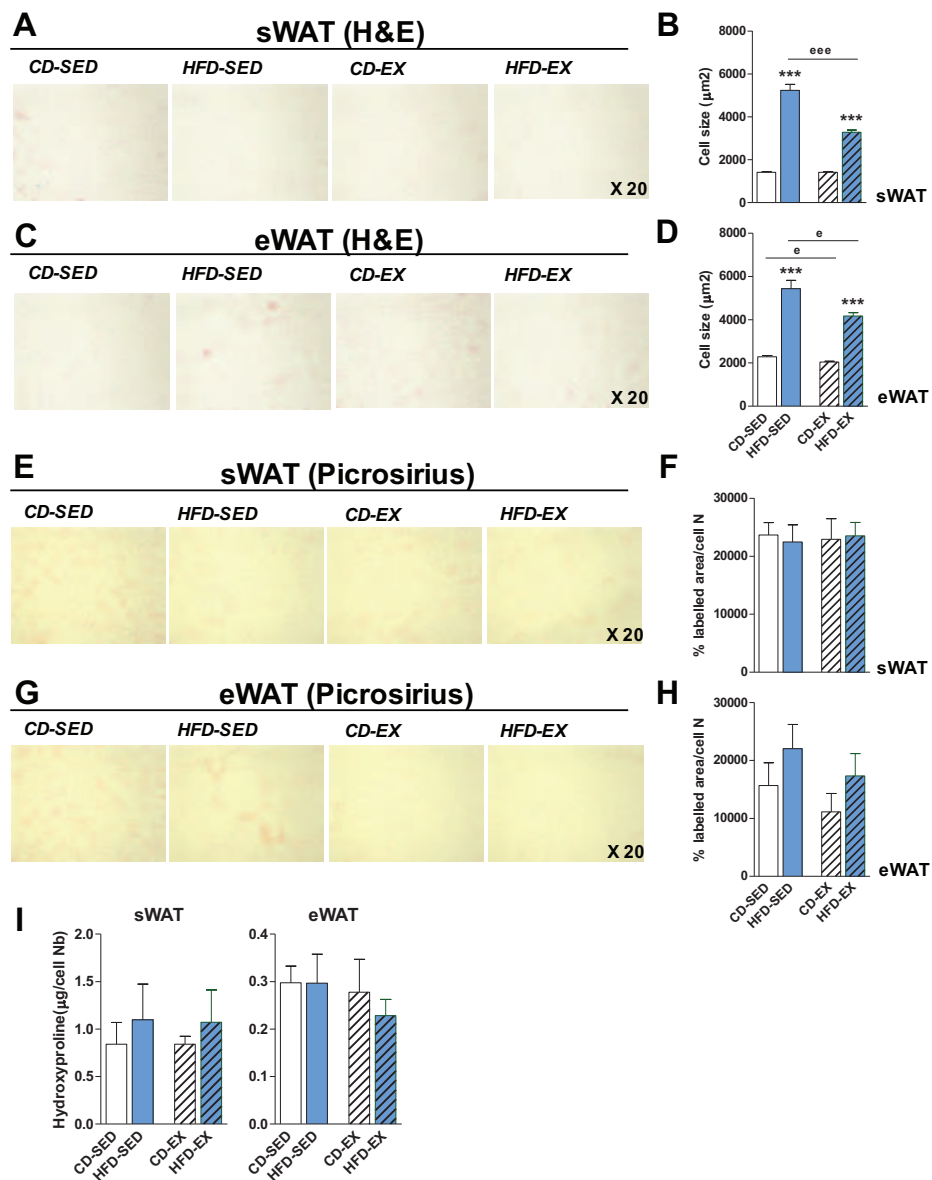 A
sWAT (H&E)
CD-SED HFD-SED CD-EX HFD-EX
X 20
B
8000
6000
4000
2000
0
Cell size (μm2)
eee
***
***
sWAT
C
eWAT (H&E)
CD-SED HFD-SED CD-EX HFD-EX
X 20
D
8000
6000
4000
2000
0
Cell size (μm2)
e
e
***
***
CD-SED HFD-SED CD-EX HFD-EX
eWAT
E
sWAT (Picrosirius)
CD-SED HFD-SED CD-EX HFD-EX
X 20
F
30000
20000
10000
0
% labelled area/cell N
sWAT
G
eWAT (Picrosirius)
CD-SED HFD-SED CD-EX HFD-EX
X 20
H
30000
20000
10000
0
% labelled area/cell N
CD-SED HFD-SED CD-EX HFD-EX
eWAT
I
sWAT
2.0
1.5
1.0
0.5
0.0
Hydroxyproline(μg/cell Nb)
CD-SED HFD-SED CD-EX HFD-EX
eWAT
0.4
0.3
0.2
0.1
0.0
CD-SED HFD-SED CD-EX HFD-EX